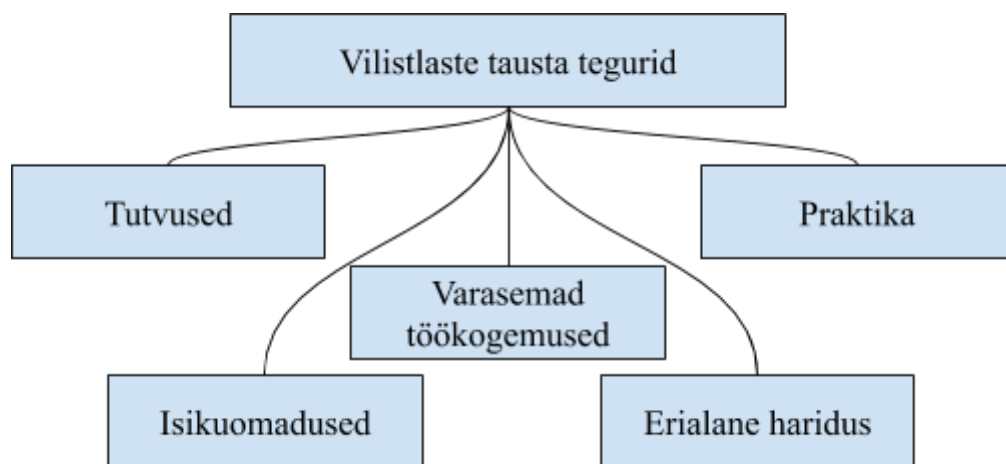 Vilistlaste tausta tegurid
Tutvused
Praktika
Varasemad
töökogemused
Isikuomadused
Erialane haridus